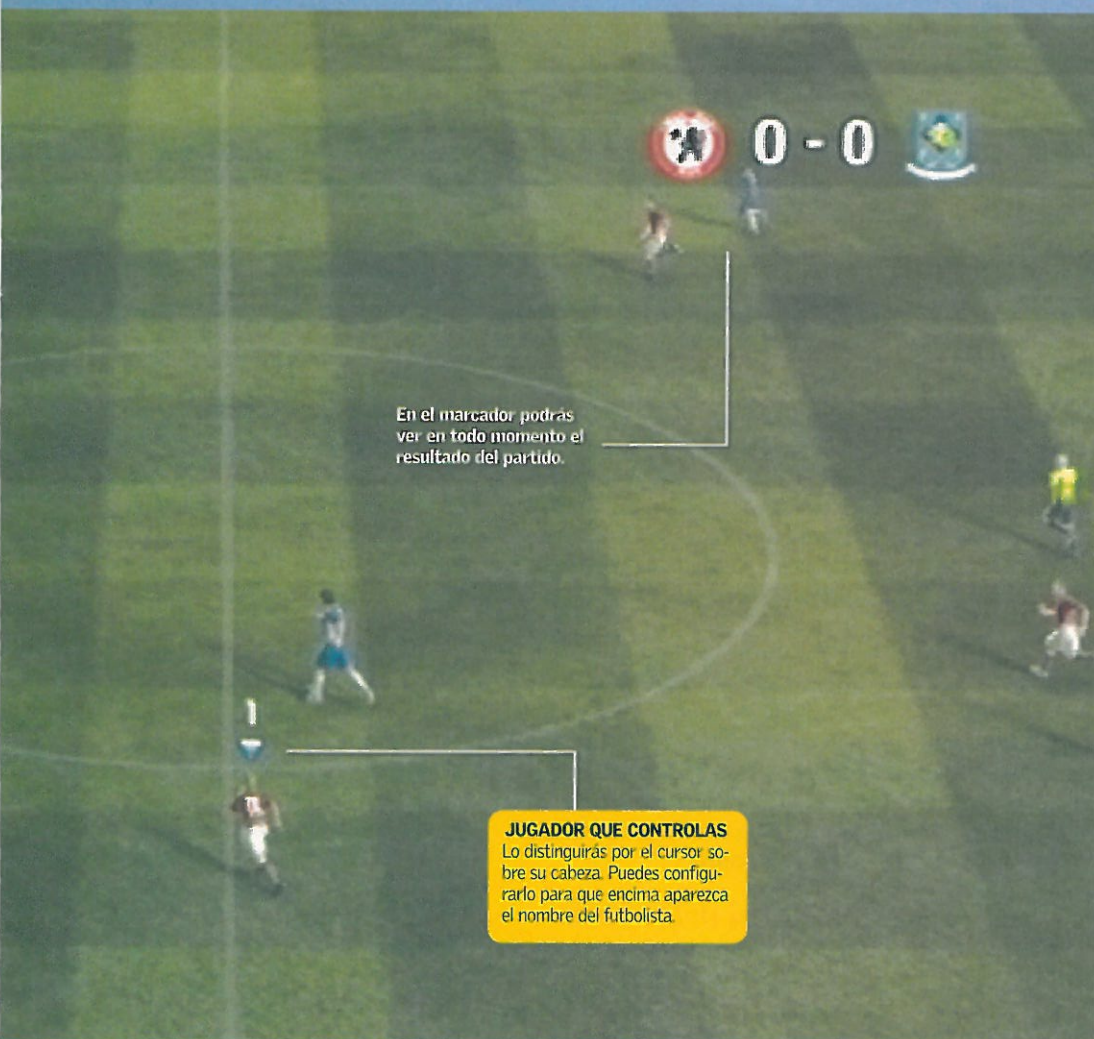 0 - 0
En el marcador podrás
ver en todo momento el
resultado del partido.
1
JUGADOR QUE CONTROLAS
Lo distinguirás por el cursor so-
bre su cabeza. Puedes configu-
rarlo para que encima aparezca
el nombre del futbolista.